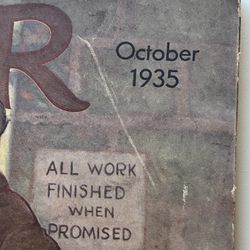 R
October
1935
ALL WORK
FINISHED
WHEN
PROMISED